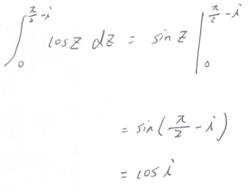 ∫₀^(π/2 - i) cos z dz = sin z |₀^(π/2 - i)
= sin(π/2 - i)
= cos i